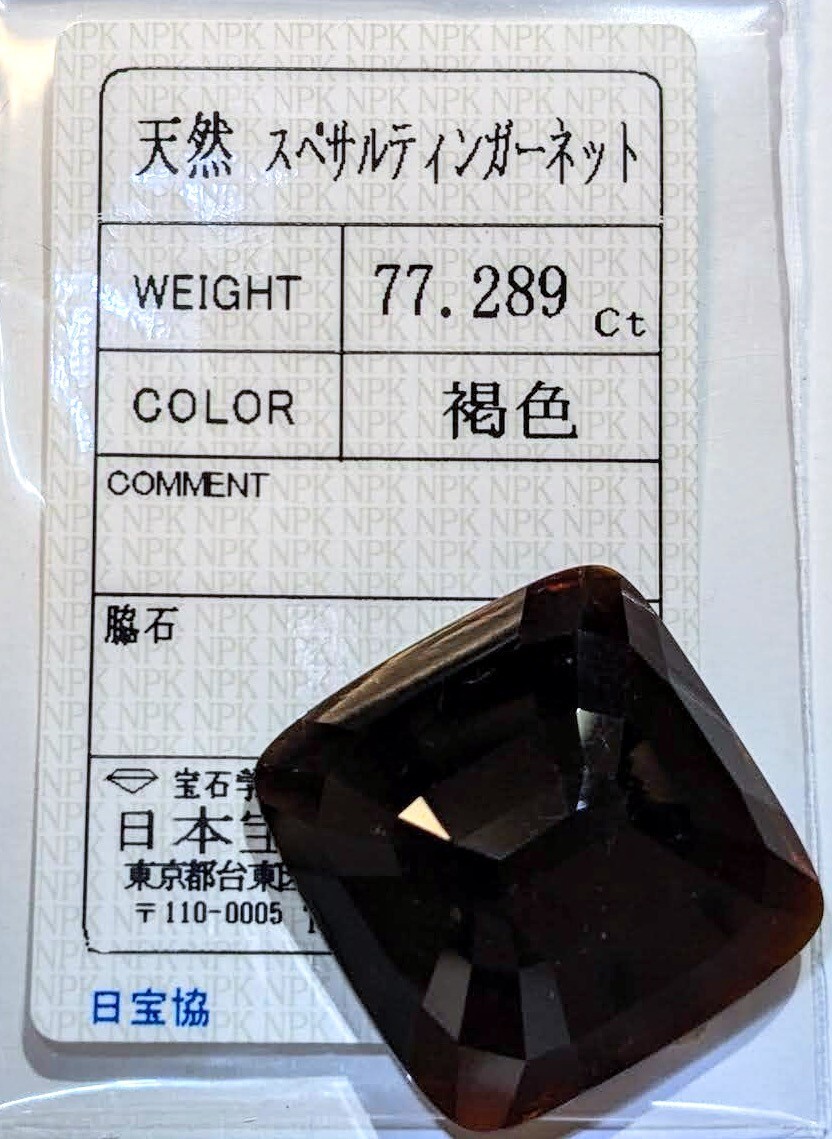 天然 スペサルティンガーネット
WEIGHT 77.289 Ct
COLOR 褐色
COMMENT
脇石
宝石学
日本宝
東京都台東区
〒110-0005
日宝協
NPK